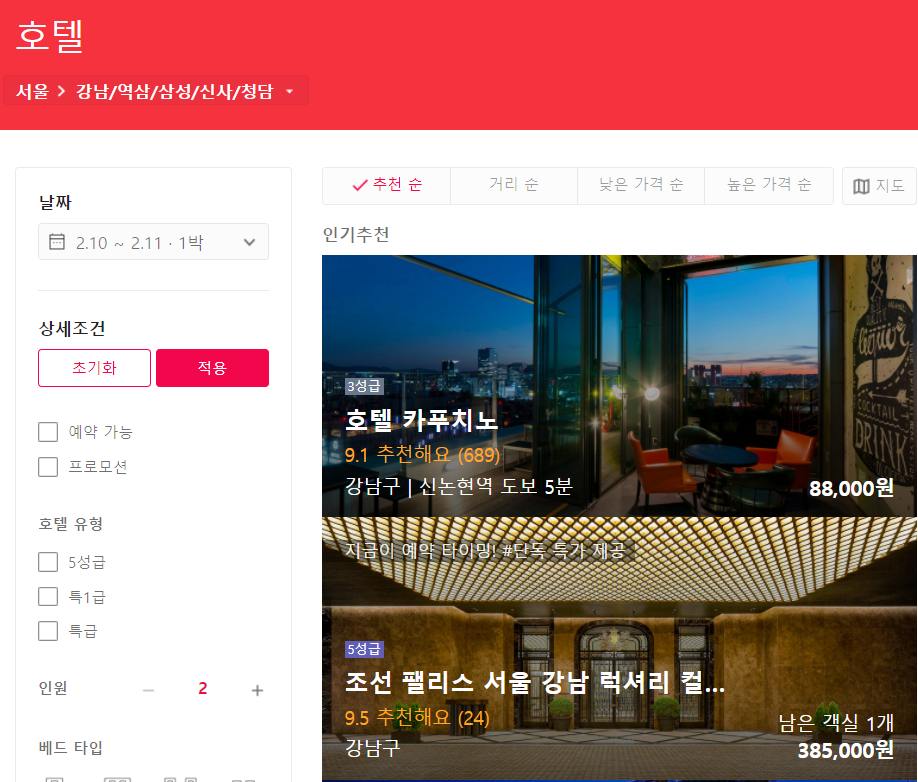 호텔
서울 > 강남/역삼/삼성/신사/청담
날짜
2.10 ~ 2.11 · 1박
상세조건
초기화 적용
예약 가능
프로모션
호텔 유형
5성급
특1급
특급
인원 2
베드 타입
추천 순 거리 순 낮은 가격 순 높은 가격 순 지도
인기추천
COCKTAIL
DRINK
3성급
호텔 카푸치노
9.1 추천해요 (689)
강남구 | 신논현역 도보 5분
88,000원
지금이 예약 타이밍! #단독 특가 제공
5성급
조선 팰리스 서울 강남 럭셔리 컬...
9.5 추천해요 (24)
강남구
남은 객실 1개
385,000원